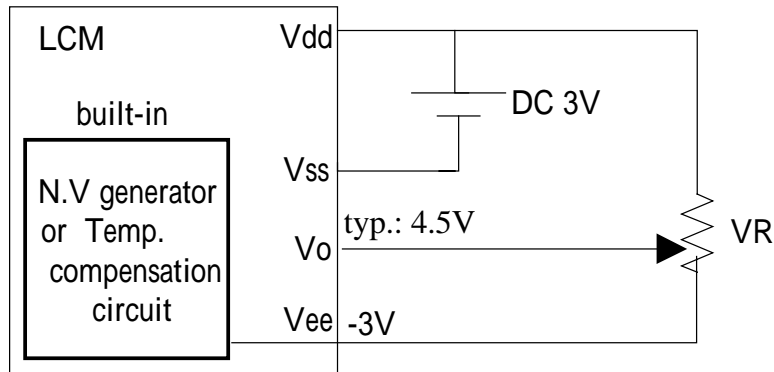 LCM
Vdd
DC 3V
built-in
Vss
N.V generator
or Temp.
compensation
circuit
typ.: 4.5V
Vo
VR
Vee
-3V